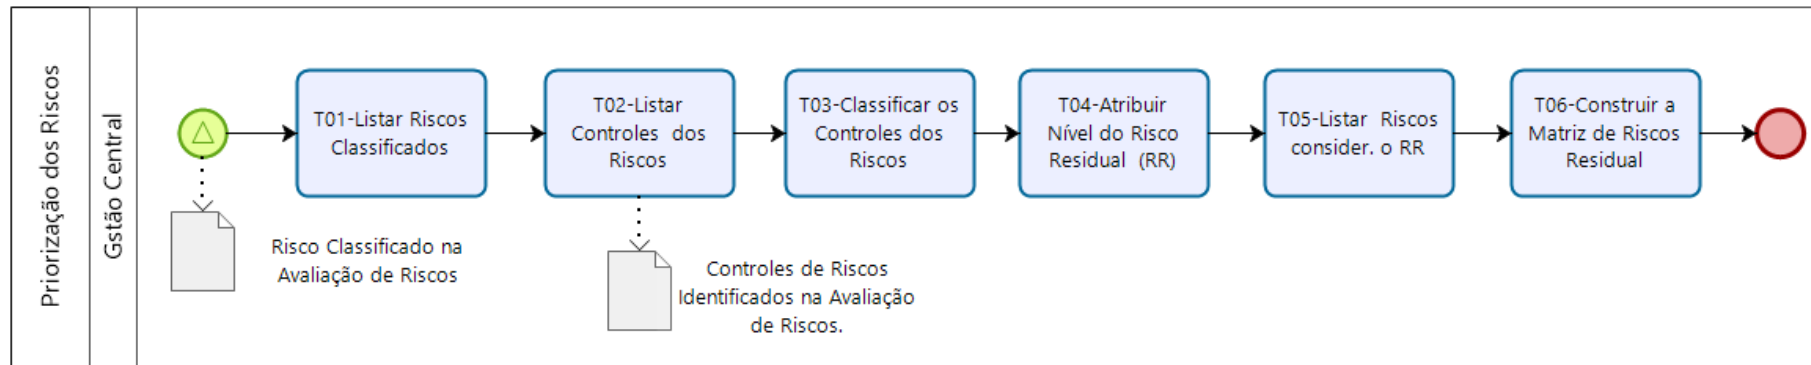 Priorização dos Riscos
Gstão Central
T01-Listar Riscos
Classificados
T02-Listar
Controles dos
Riscos
T03-Classificar os
Controles dos
Riscos
T04-Atribuir
Nível do Risco
Residual (RR)
T05-Listar Riscos
consider. o RR
T06-Construir a
Matriz de Riscos
Residual
Risco Classificado na
Avaliação de Riscos
Controles de Riscos
Identificados na Avaliação
de Riscos.